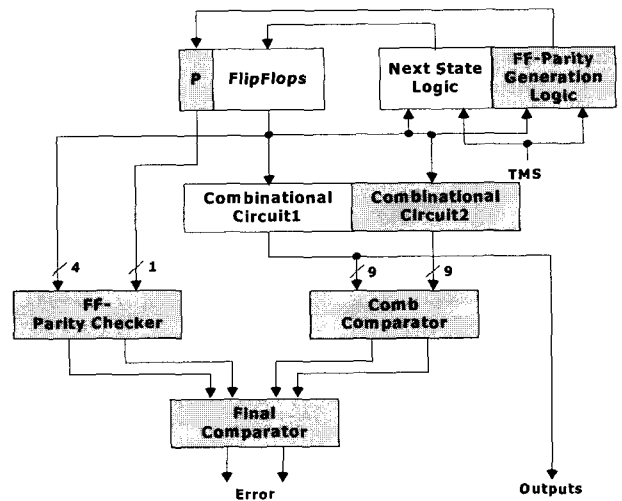 P
FlipFlops
Next State
Logic
FF-Parity
Generation
Logic
TMS
Combinational
Circuit1
Combinational
Circuit2
4
1
9
9
FF-
Parity Checker
Comb
Comparator
Final
Comparator
Error
Outputs